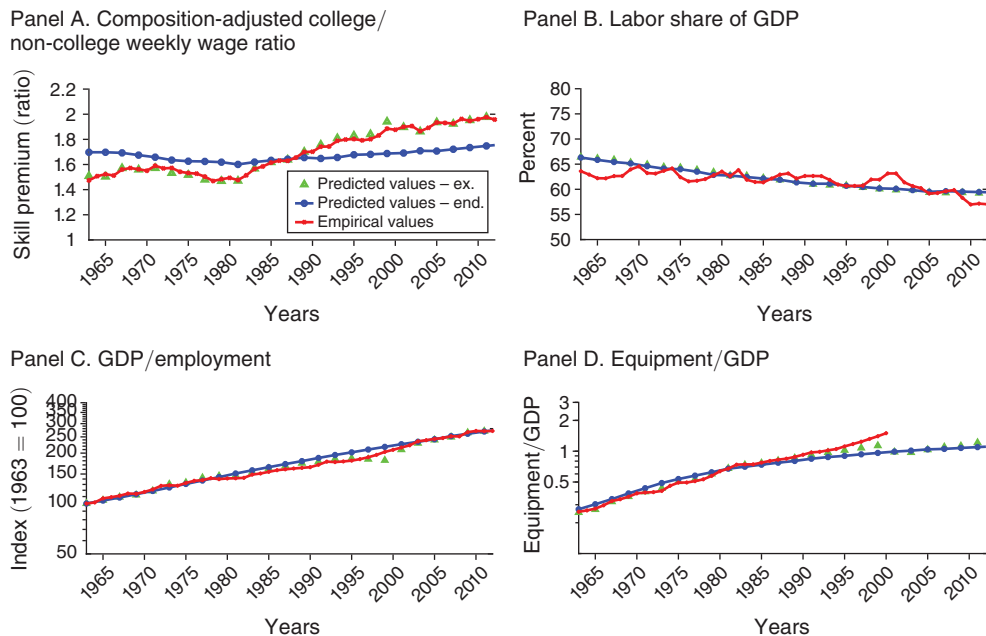 Panel A. Composition-adjusted college/
non-college weekly wage ratio
Skill premium (ratio)
2.2
2
1.8
1.6
1.4
1.2
1
Predicted values – ex.
Predicted values – end.
Empirical values
1965 1970 1975 1980 1985 1990 1995 2000 2005 2010
Years
Panel B. Labor share of GDP
Percent
80
75
70
65
60
55
50
1965 1970 1975 1980 1985 1990 1995 2000 2005 2010
Years
Panel C. GDP/employment
Index (1963 = 100)
400
350
300
250
200
150
100
50
1965 1970 1975 1980 1985 1990 1995 2000 2005 2010
Years
Panel D. Equipment/GDP
Equipment/GDP
3
2
1
0.5
1965 1970 1975 1980 1985 1990 1995 2000 2005 2010
Years